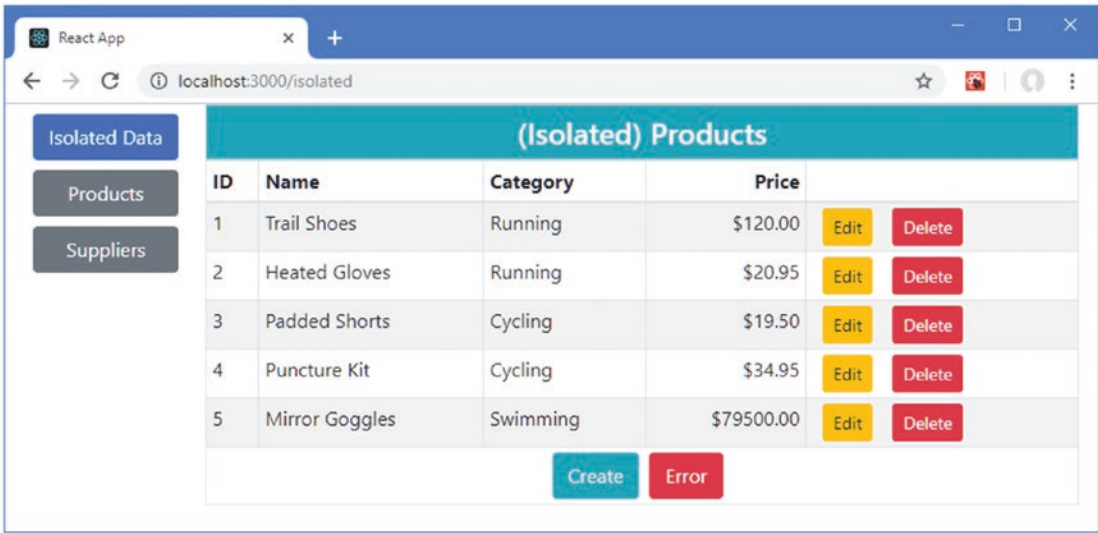 React App
localhost:3000/isolated
Isolated Data
Products
Suppliers
(Isolated) Products
ID Name Category Price
1 Trail Shoes Running $120.00 Edit Delete
2 Heated Gloves Running $20.95 Edit Delete
3 Padded Shorts Cycling $19.50 Edit Delete
4 Puncture Kit Cycling $34.95 Edit Delete
5 Mirror Goggles Swimming $79500.00 Edit Delete
Create Error